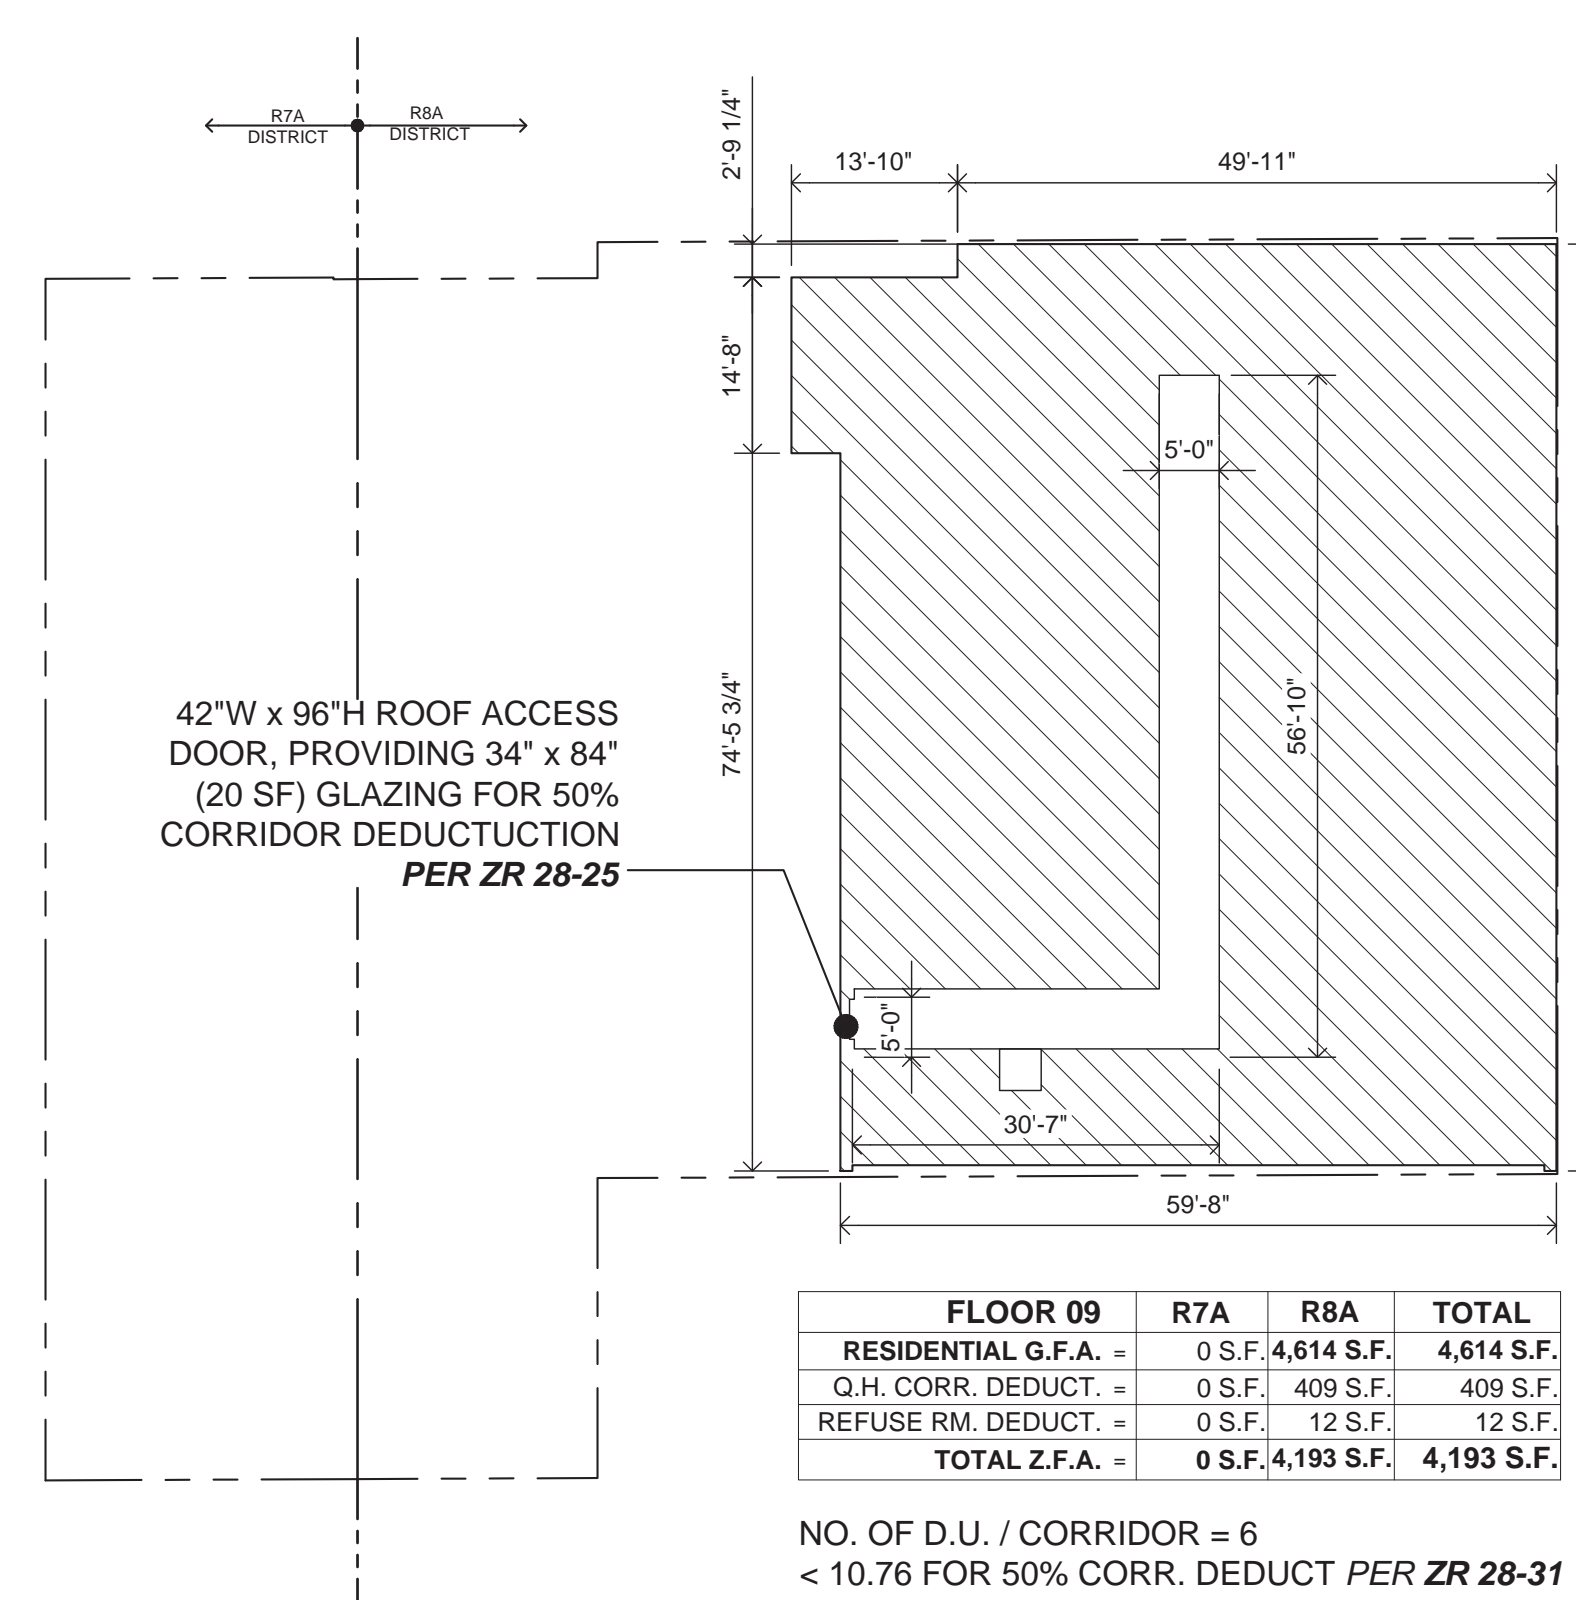 R7A
DISTRICT
R8A
DISTRICT
2'-9 1/4"
13'-10"
49'-11"
14'-8"
5'-0"
74'-5 3/4"
56'-10"
42"W x 96"H ROOF ACCESS
DOOR, PROVIDING 34" x 84"
(20 SF) GLAZING FOR 50%
CORRIDOR DEDUCTUCTION
PER ZR 28-25
5'-0"
30'-7"
59'-8"
FLOOR 09 R7A R8A TOTAL
RESIDENTIAL G.F.A. = 0 S.F. 4,614 S.F. 4,614 S.F.
Q.H. CORR. DEDUCT. = 0 S.F. 409 S.F. 409 S.F.
REFUSE RM. DEDUCT. = 0 S.F. 12 S.F. 12 S.F.
TOTAL Z.F.A. = 0 S.F. 4,193 S.F. 4,193 S.F.
NO. OF D.U. / CORRIDOR = 6
< 10.76 FOR 50% CORR. DEDUCT PER ZR 28-31